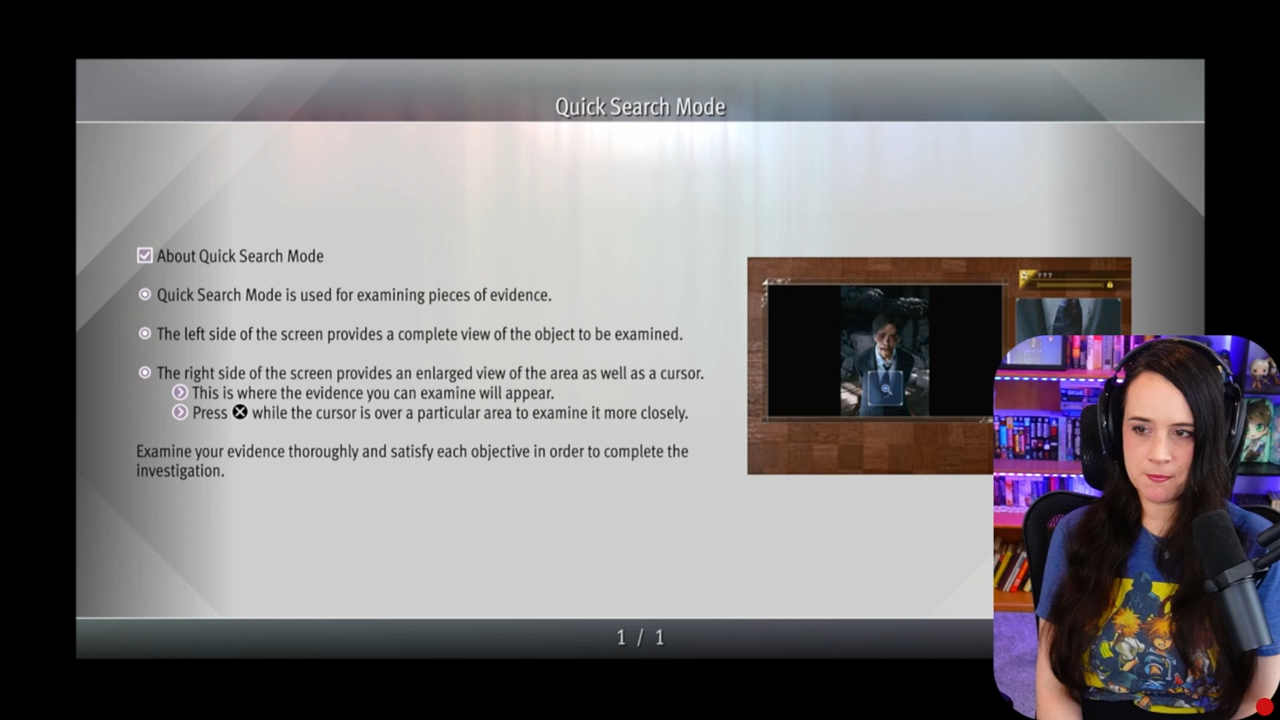 Quick Search Mode
About Quick Search Mode
Quick Search Mode is used for examining pieces of evidence.
The left side of the screen provides a complete view of the object to be examined.
???
The right side of the screen provides an enlarged view of the area as well as a cursor.
This is where the evidence you can examine will appear.
Press ⓧ while the cursor is over a particular area to examine it more closely.
Examine your evidence thoroughly and satisfy each objective in order to complete the
investigation.
1 / 1